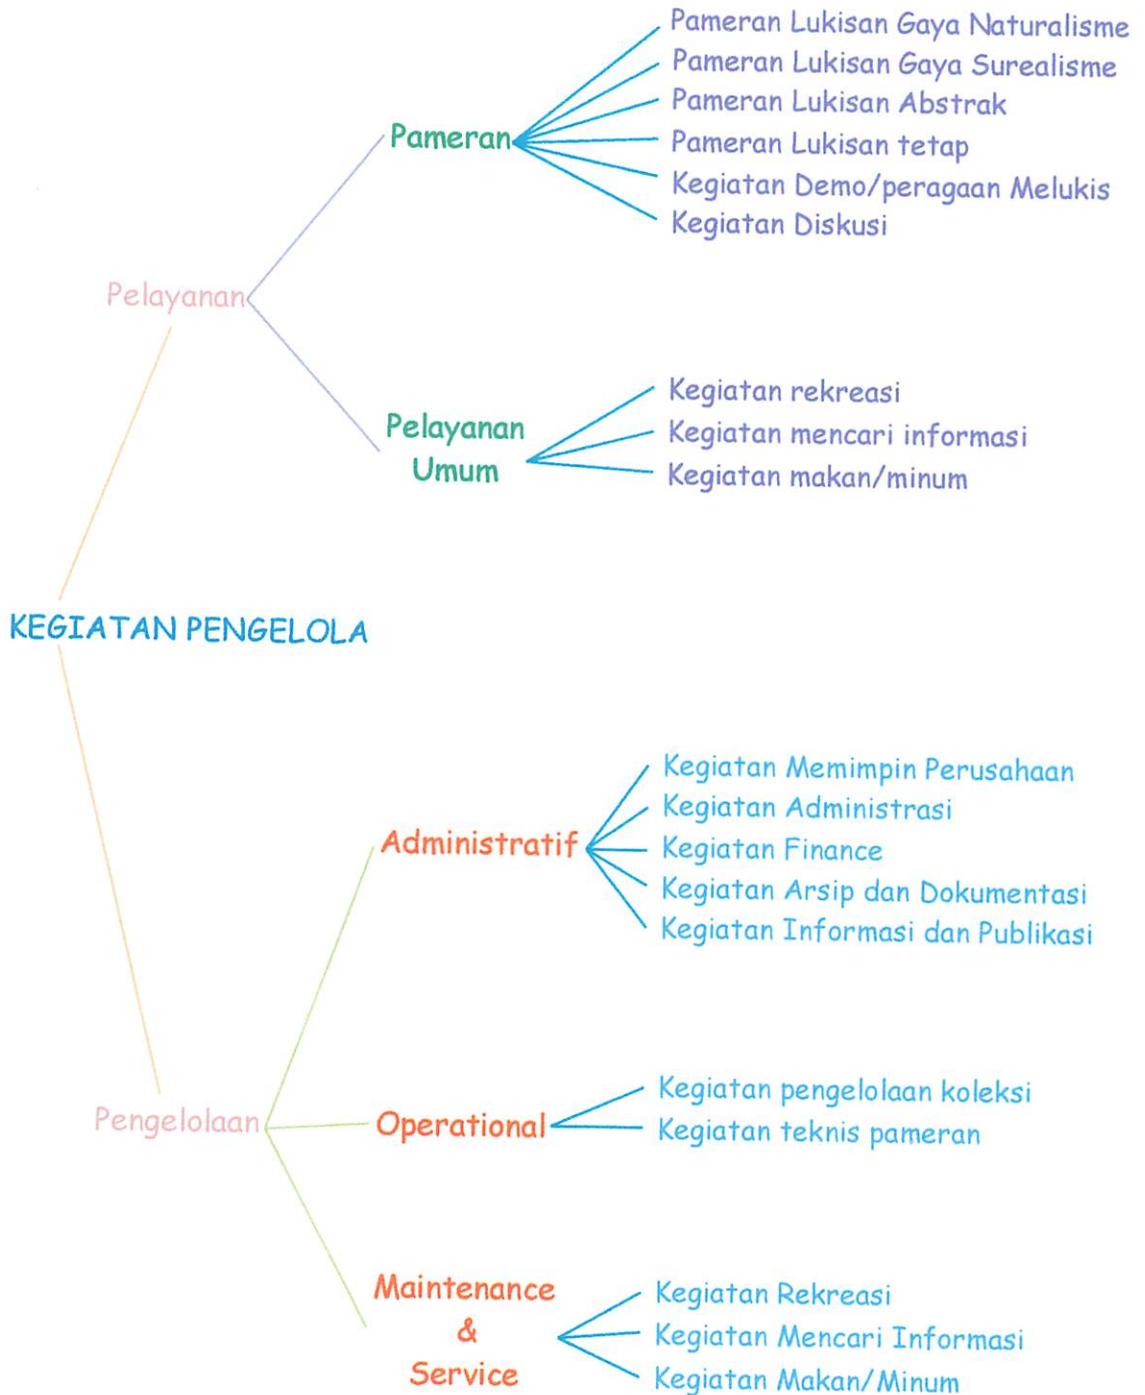 Pameran Lukisan Gaya Naturalisme
Pameran Lukisan Gaya Surealisme
Pameran Lukisan Abstrak
Pameran
Pameran Lukisan tetap
Kegiatan Demo/peragaan Melukis
Kegiatan Diskusi
Pelayanan
Pelayanan
Umum
Kegiatan rekreasi
Kegiatan mencari informasi
Kegiatan makan/minum
KEGIATAN PENGELOLA
Administratif
Kegiatan Memimpin Perusahaan
Kegiatan Administrasi
Kegiatan Finance
Kegiatan Arsip dan Dokumentasi
Kegiatan Informasi dan Publikasi
Pengelolaan
Operational
Kegiatan pengelolaan koleksi
Kegiatan teknis pameran
Maintenance
&
Service
Kegiatan Rekreasi
Kegiatan Mencari Informasi
Kegiatan Makan/Minum